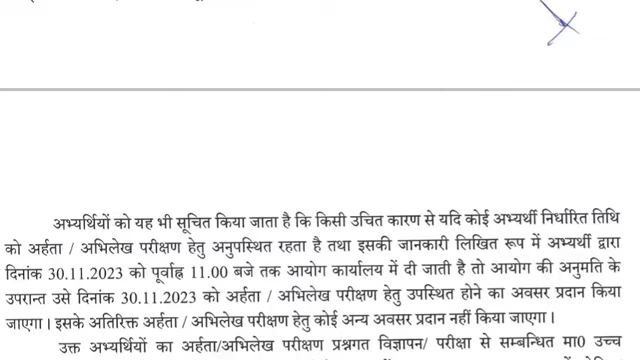 अभ्यर्थियों को यह भी सूचित किया जाता है कि किसी उचित कारण से यदि कोई अभ्यर्थी निर्धारित तिथि
को अर्हता / अभिलेख परीक्षण हेतु अनुपस्थित रहता है तथा इसकी जानकारी लिखित रूप में अभ्यर्थी द्वारा
दिनांक 30.11.2023 को पूर्वाह्न 11.00 बजे तक आयोग कार्यालय में दी जाती है तो आयोग की अनुमति के
उपरान्त उसे दिनांक 30.11.2023 को अर्हता / अभिलेख परीक्षण हेतु उपस्थित होने का अवसर प्रदान किया
जाएगा। इसके अतिरिक्त अर्हता / अभिलेख परीक्षण हेतु कोई अन्य अवसर प्रदान नहीं किया जाएगा।
उक्त अभ्यर्थियों का अर्हता/अभिलेख परीक्षण प्रश्नगत विज्ञापन/ परीक्षा से सम्बन्धित मा0 उच्च